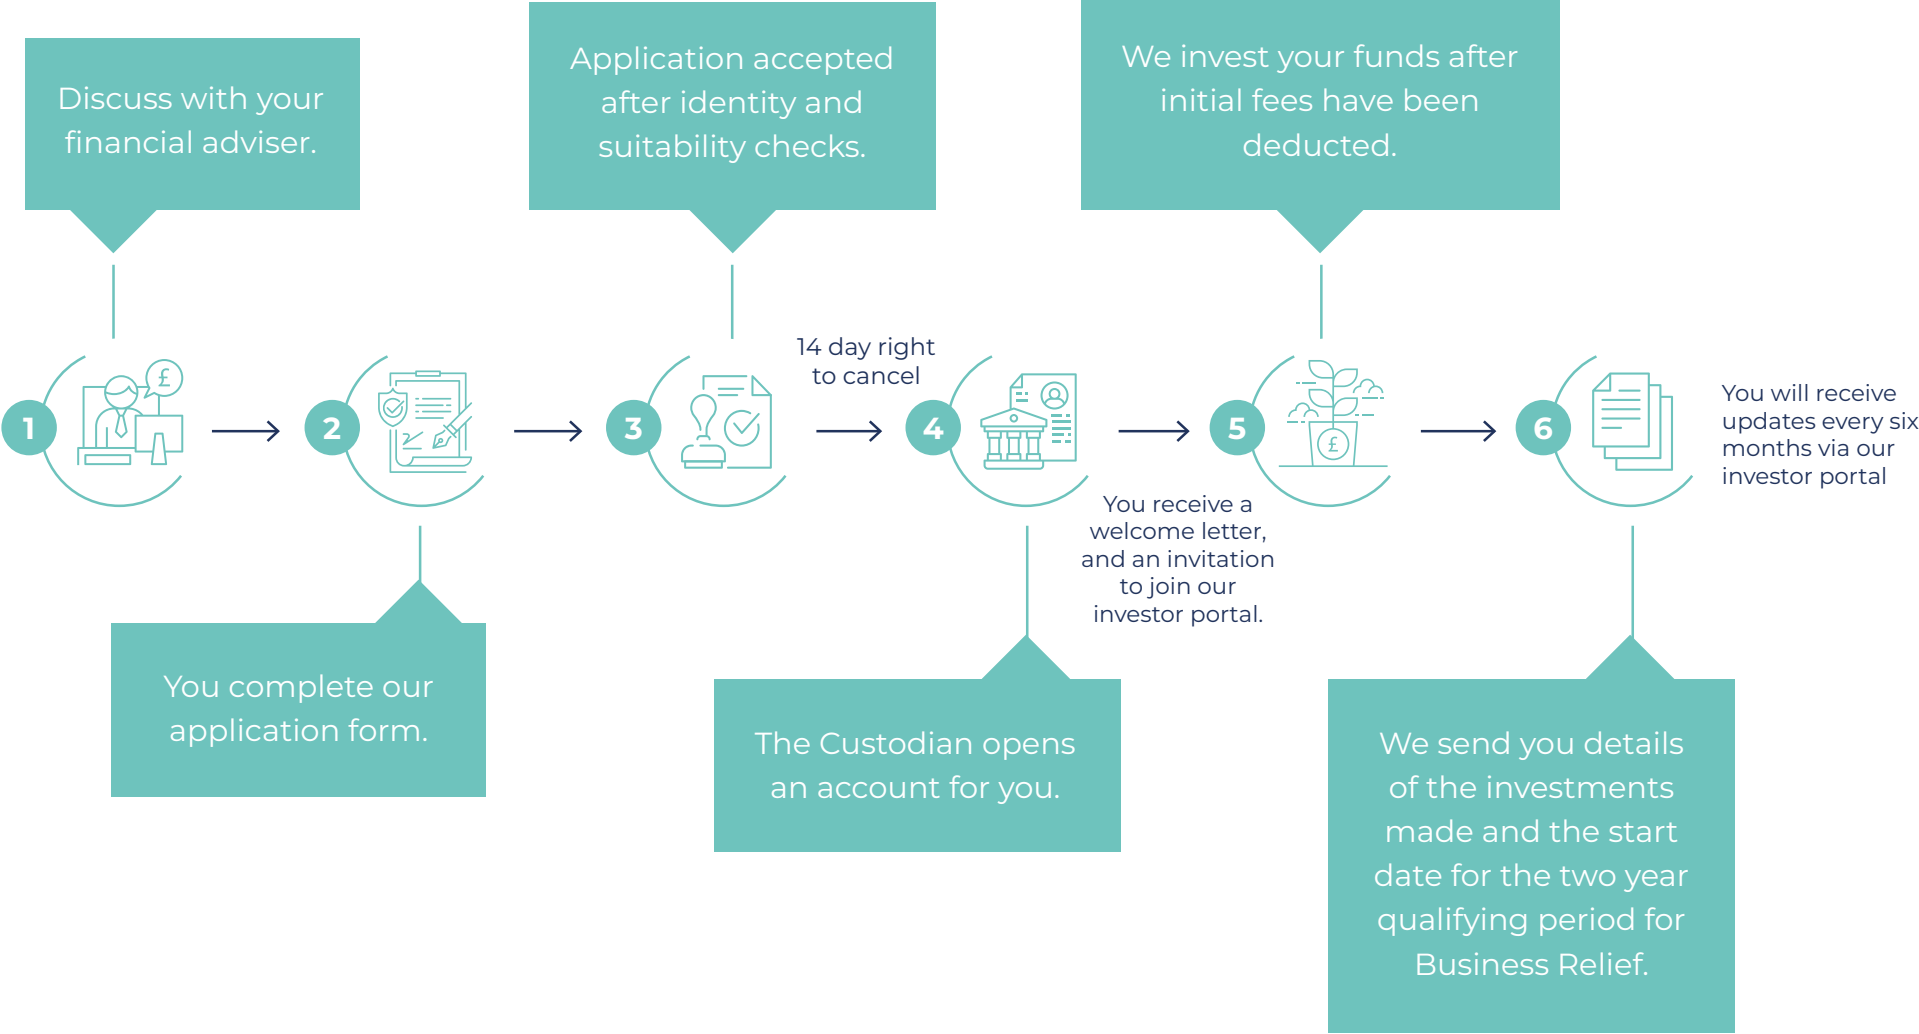 Discuss with your
financial adviser.
Application accepted
after identity and
suitability checks.
We invest your funds after
initial fees have been
deducted.
1
£
2
3
14 day right
to cancel
4
You receive a
welcome letter,
and an invitation
to join our
investor portal.
5
£
6
You will receive
updates every six
months via our
investor portal
You complete our
application form.
The Custodian opens
an account for you.
We send you details
of the investments
made and the start
date for the two year
qualifying period for
Business Relief.